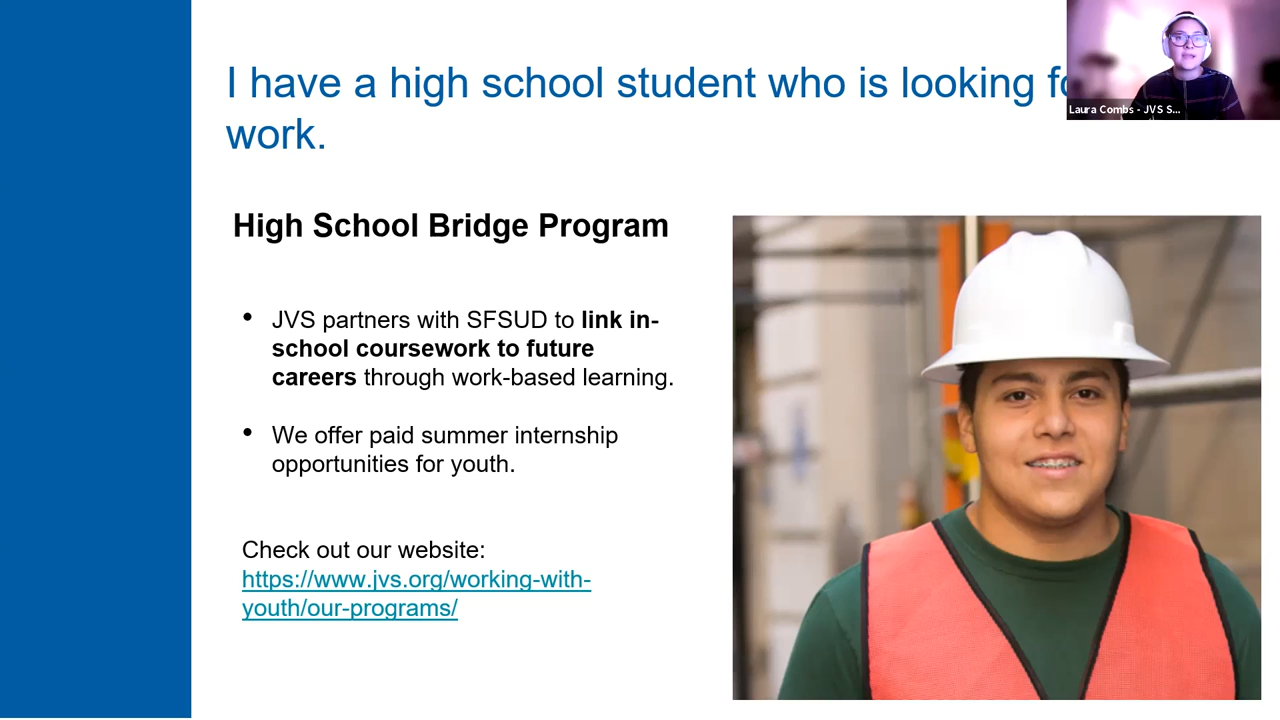 I have a high school student who is looking fo
work.
Laura Combs - JVS S...
High School Bridge Program
• JVS partners with SFSUD to link in-
school coursework to future
careers through work-based learning.
• We offer paid summer internship
opportunities for youth.
Check out our website:
https://www.jvs.org/working-with-
youth/our-programs/